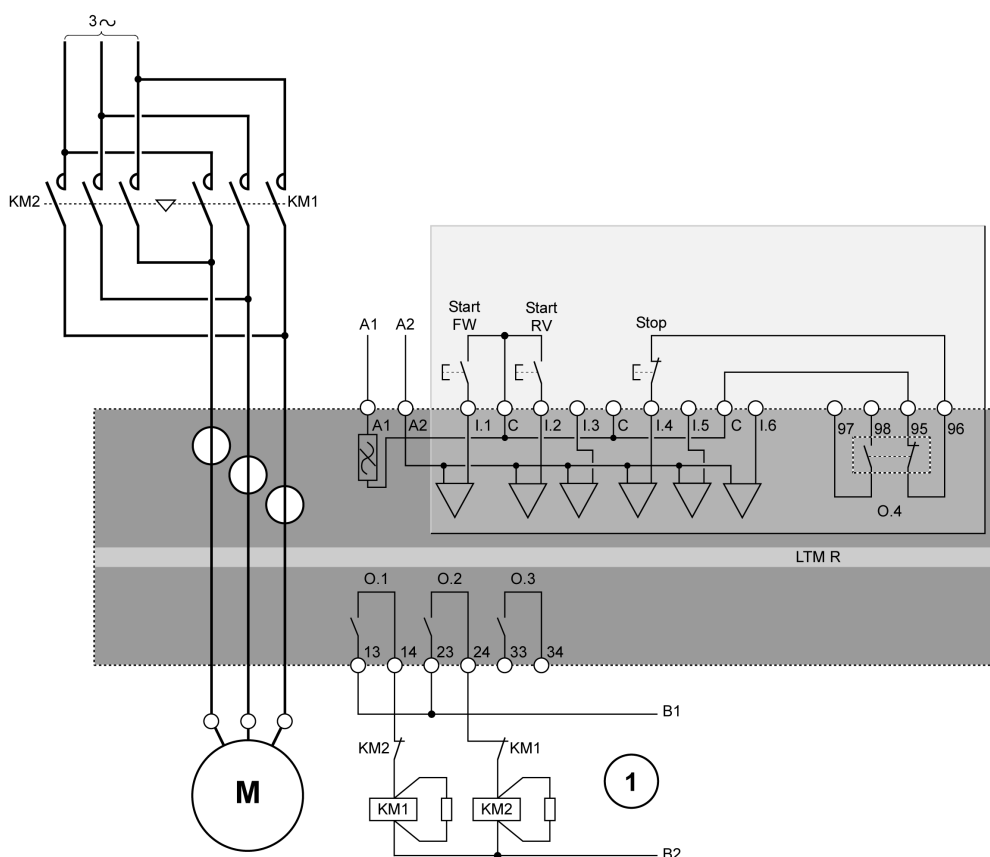 3
KM2
KM1
Start
FW
Start
RV
Stop
A1
A2
A1
A2
I.1
C
I.2
I.3
C
I.4
I.5
C
I.6
97
98
95
96
O.4
LTM R
O.1
O.2
O.3
13
14
23
24
33
34
B1
KM2
KM1
M
KM1
KM2
1
B2